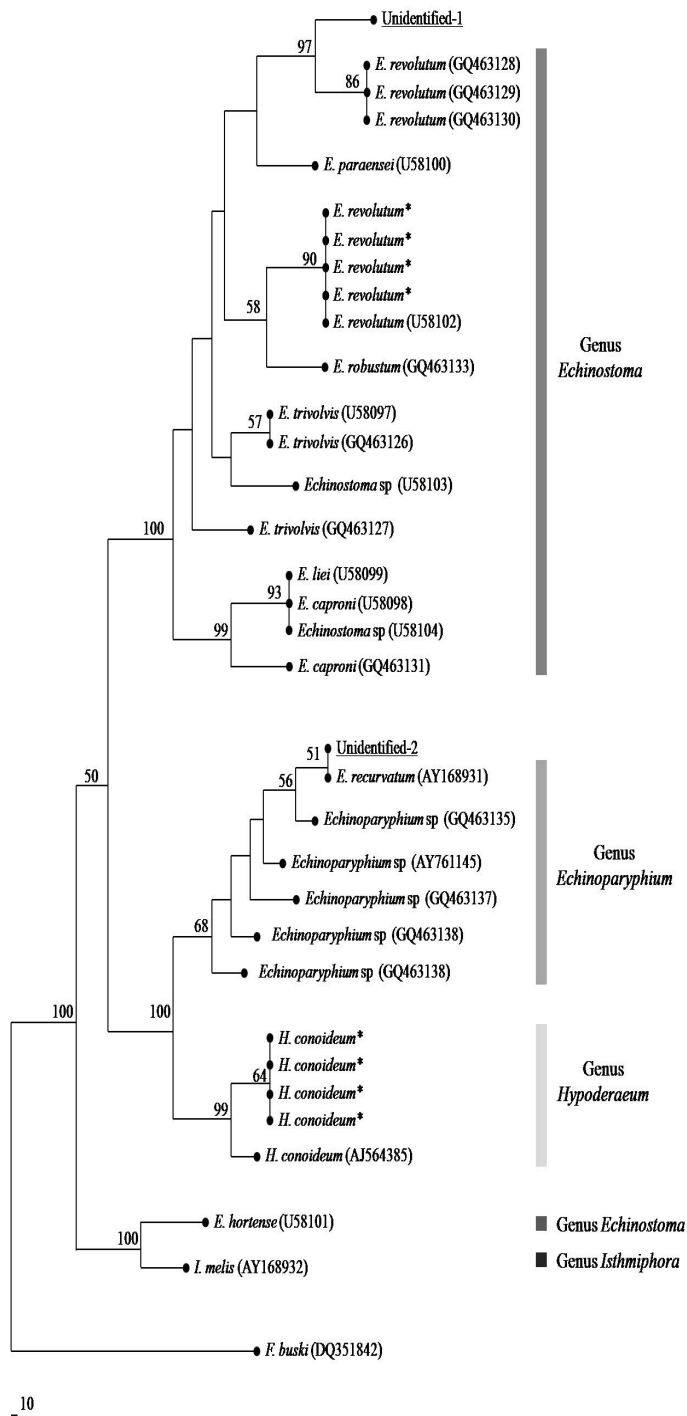 Unidentified-1
97
E. revolutum (GQ463128)
86
E. revolutum (GQ463129)
E. revolutum (GQ463130)
E. paraensei (U58100)
E. revolutum*
E. revolutum*
90
E. revolutum*
E. revolutum*
58
E. revolutum (U58102)
Genus
Echinostoma
E. robustum (GQ463133)
57
E. trivolvis (U58097)
E. trivolvis (GQ463126)
Echinostoma sp (U58103)
100
E. trivolvis (GQ463127)
E. liei (U58099)
93
E. caproni (U58098)
Echinostoma sp (U58104)
99
E. caproni (GQ463131)
Unidentified-2
51
50
E. recurvatum (AY168931)
56
Echinoparyphium sp (GQ463135)
Genus
Echinoparyphium
Echinoparyphium sp (AY761145)
Echinoparyphium sp (GQ463137)
68
Echinoparyphium sp (GQ463138)
Echinoparyphium sp (GQ463138)
100
100
H. conoideum*
H. conoideum*
64
H. conoideum*
H. conoideum*
Genus
Hypoderaeum
99
H. conoideum (AJ564385)
E. hortense (U58101)
Genus Echinostoma
100
I. melis (AY168932)
Genus Isthmiphora
F. buski (DQ351842)
10